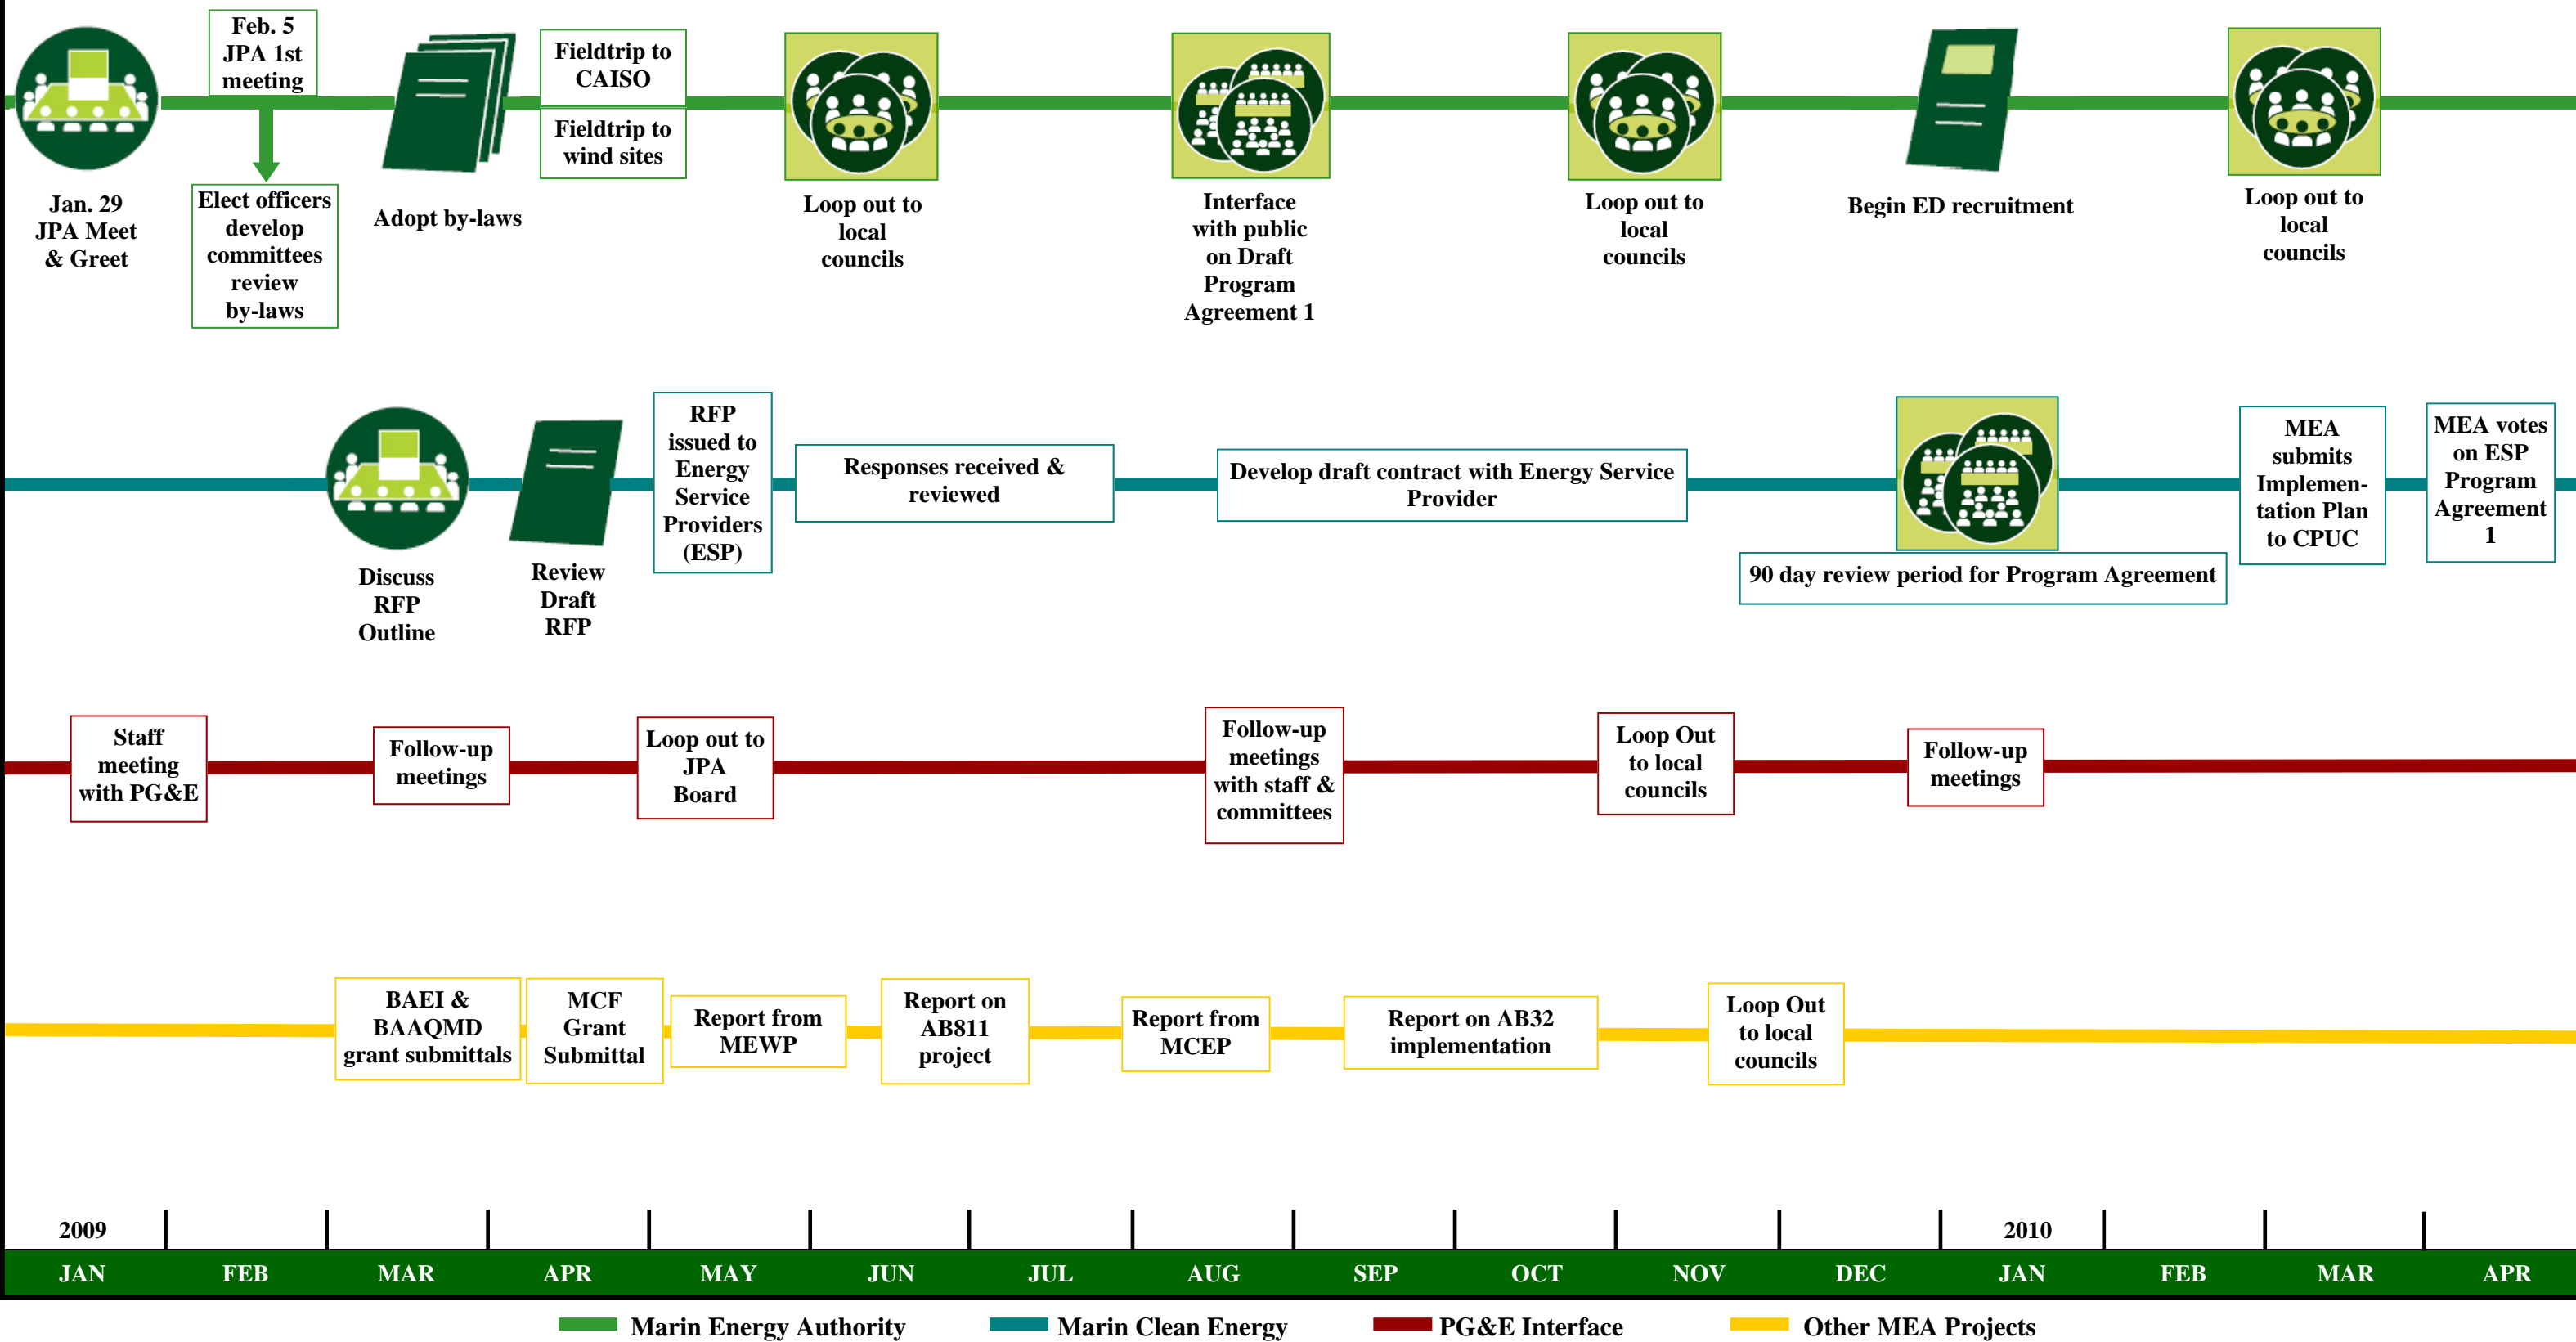 Jan. 29
JPA Meet
& Greet
Feb. 5
JPA 1st
meeting
Elect officers
develop
committees
review
by-laws
Adopt by-laws
Fieldtrip to
CAISO
Fieldtrip to
wind sites
Loop out to
local
councils
Interface
with public
on Draft
Program
Agreement 1
Loop out to
local
councils
Begin ED recruitment
Loop out to
local
councils
Discuss
RFP
Outline
Review
Draft
RFP
RFP
issued to
Energy
Service
Providers
(ESP)
Responses received &
reviewed
Develop draft contract with Energy Service
Provider
90 day review period for Program Agreement
MEA
submits
Implemen-
tation Plan
to CPUC
MEA votes
on ESP
Program
Agreement
1
Staff
meeting
with PG&E
Follow-up
meetings
Loop out to
JPA
Board
Follow-up
meetings
with staff &
committees
Loop Out
to local
councils
Follow-up
meetings
BAEI &
BAAQMD
grant submittals
MCF
Grant
Submittal
Report from
MEWP
Report on
AB811
project
Report from
MCEP
Report on AB32
implementation
Loop Out
to local
councils
2009
2010
JAN
FEB
MAR
APR
MAY
JUN
JUL
AUG
SEP
OCT
NOV
DEC
JAN
FEB
MAR
APR
Marin Energy Authority
Marin Clean Energy
PG&E Interface
Other MEA Projects